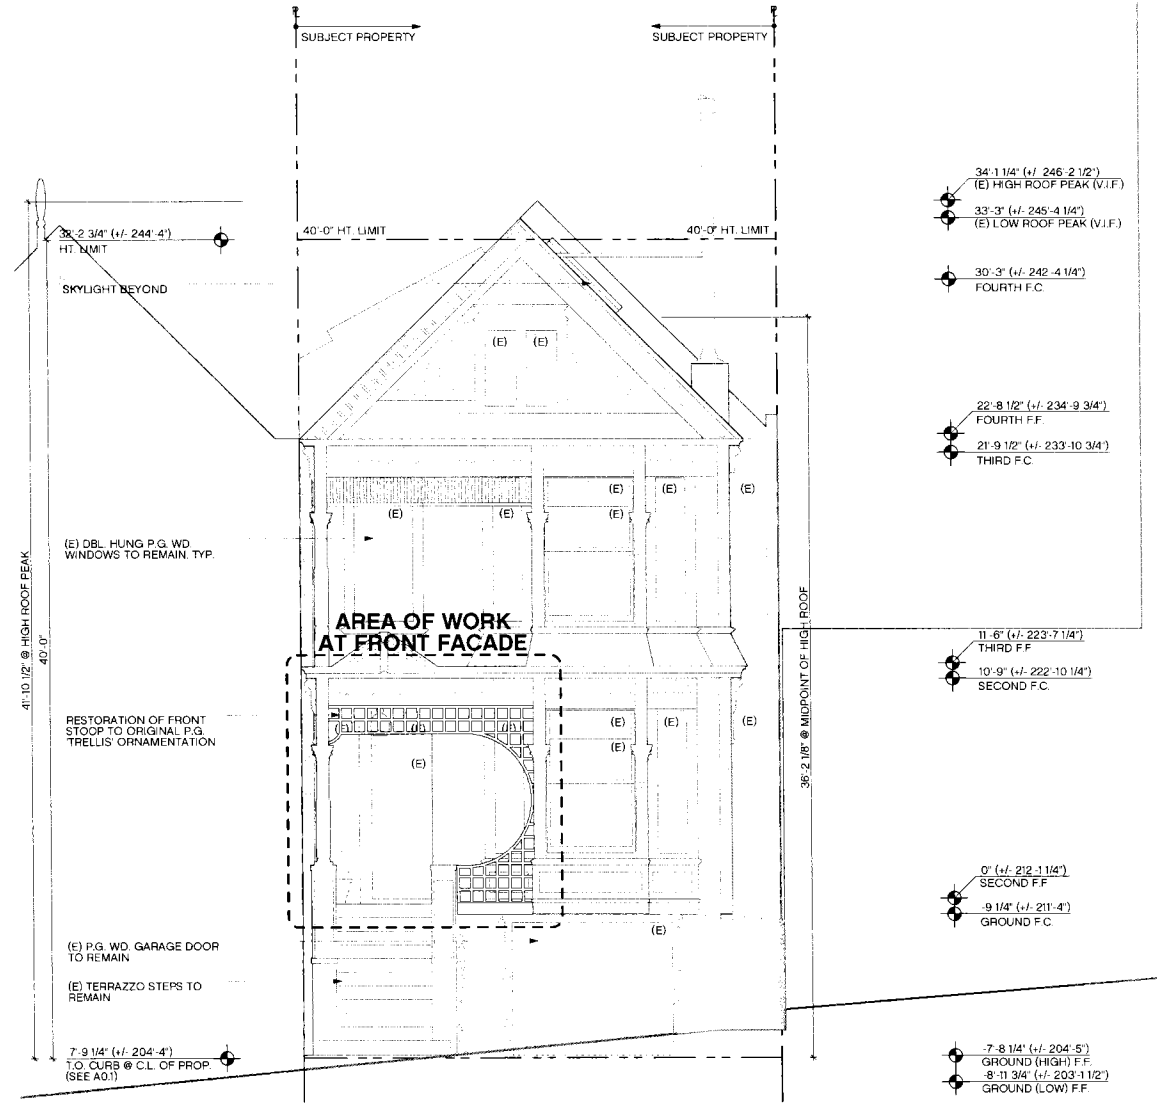 SUBJECT PROPERTY
SUBJECT PROPERTY
34'-1 1/4" (+/- 246'-2 1/2")
(E) HIGH ROOF PEAK (V.I.F.)
33'-3" (+/- 245'-4 1/4")
(E) LOW ROOF PEAK (V.I.F.)
32'-2 3/4" (+/- 244'-4")
HT. LIMIT
40'-0" HT. LIMIT
40'-0" HT. LIMIT
30'-3" (+/- 242'-4 1/4")
FOURTH F.C.
SKYLIGHT BEYOND
(E)
(E)
22'-8 1/2" (+/- 234'-9 3/4")
FOURTH F.F.
21'-9 1/2" (+/- 233'-10 3/4")
THIRD F.C.
(E)
(E)
(E)
(E)
(E)
(E)
(E) DBL. HUNG P.G. WD.
WINDOWS TO REMAIN, TYP.
41'-10 1/2" @ HIGH ROOF PEAK
40'-0"
36'-2 1/8" @ MIDPOINT OF HIGH ROOF
AREA OF WORK
AT FRONT FACADE
11'-6" (+/- 223'-7 1/4")
THIRD F.F.
10'-9" (+/- 222'-10 1/4")
SECOND F.C.
RESTORATION OF FRONT
STOOP TO ORIGINAL P.G.
'TRELLIS' ORNAMENTATION
(E)
(E)
(E)
(E)
(E)
(E)
(E)
(E)
0" (+/- 212'-1 1/4")
SECOND F.F.
-9 1/4" (+/- 211'-4")
GROUND F.C.
(E)
(E) P.G. WD. GARAGE DOOR
TO REMAIN
(E) TERRAZZO STEPS TO
REMAIN
7'-9 1/4" (+/- 204'-4")
T.O. CURB @ C.L. OF PROP.
(SEE A0.1)
-7'-8 1/4" (+/- 204'-5")
GROUND (HIGH) F.F.
-8'-11 3/4" (+/- 203'-1 1/2")
GROUND (LOW) F.F.